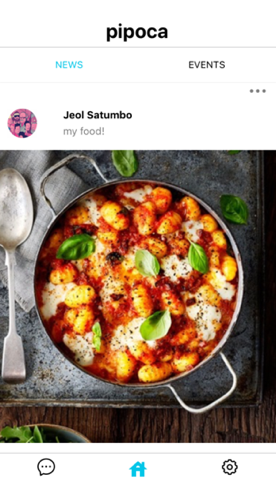 pipoca
NEWS
EVENTS
Jeol Satumbo
my food!